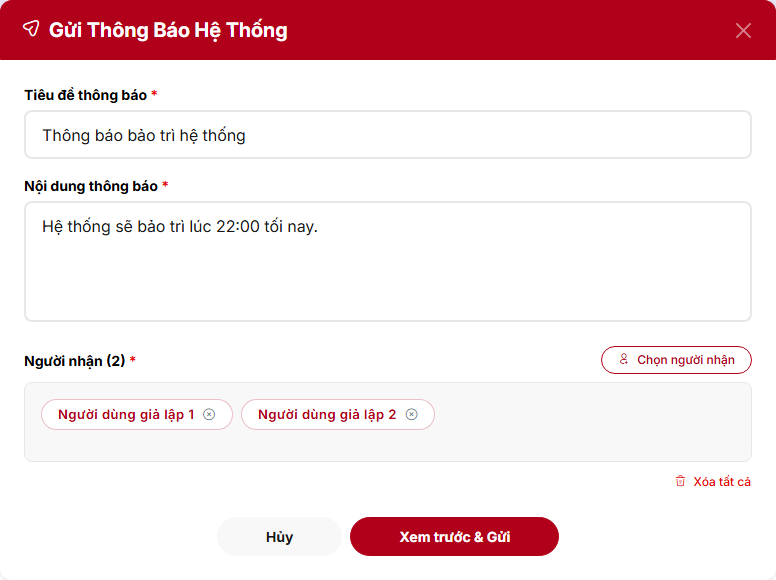 Gửi Thông Báo Hệ Thống
Tiêu đề thông báo *
Thông báo bảo trì hệ thống
Nội dung thông báo *
Hệ thống sẽ bảo trì lúc 22:00 tối nay.
Người nhận (2) *
Chọn người nhận
Người dùng giả lập 1
Người dùng giả lập 2
Xóa tất cả
Hủy
Xem trước & Gửi